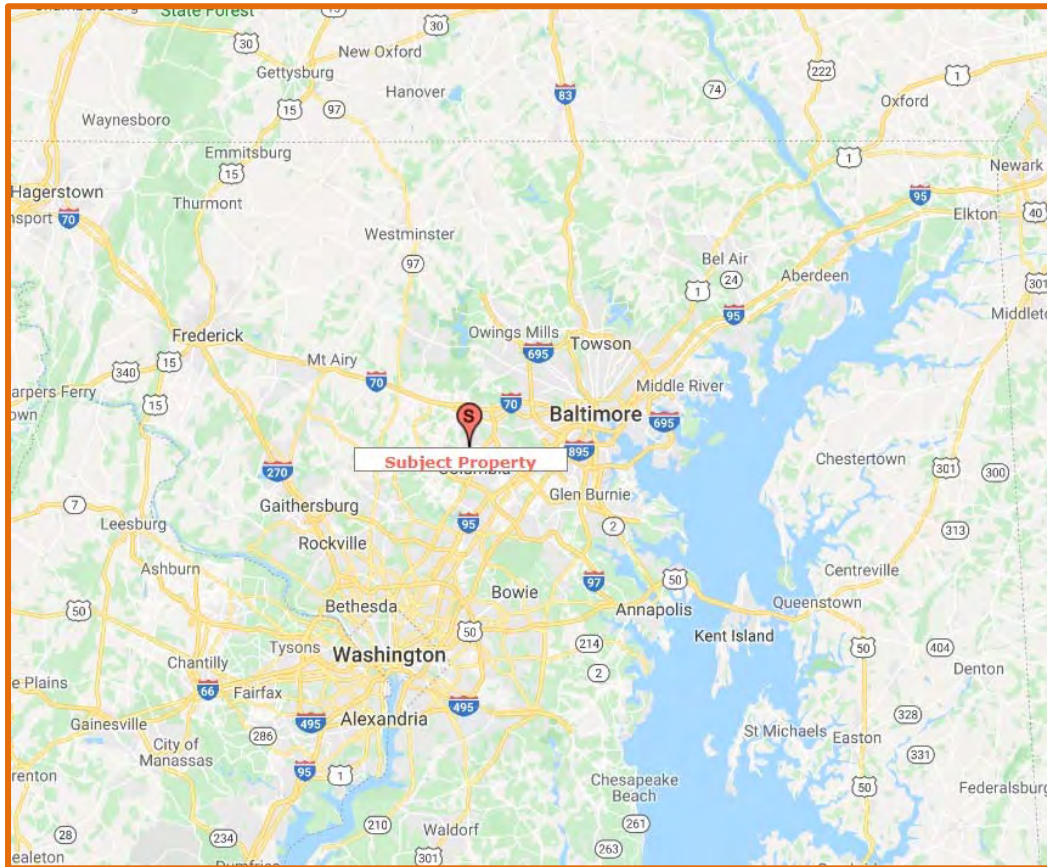 State Forest
30
30
New Oxford
Gettysburg
Hanover
83
74
222
1
Oxford
15
97
Waynesboro
Emmitsburg
15
1
Newark
Hagerstown
70
Thurmont
95
Elkton
40
Westminster
97
Bel Air
24
Aberdeen
301
1
95
Frederick
Owings Mills
695
Towson
Middle River
340
15
Mt Airy
70
70
Baltimore
695
15
S
Subject Property
895
Chestertown
301
300
270
Glen Burnie
Gaithersburg
7
Leesburg
95
2
313
Rockville
Ashburn
97
50
Centreville
50
Bethesda
Bowie
Annapolis
Queenstown
Kent Island
50
Tysons
Washington
214
50
404
Chantilly
2
Denton
66
Fairfax
495
495
Alexandria
328
Gainesville
286
St Michaels
Easton
City of
Manassas
331
95
1
Chesapeake
Beach
50
Federalsburg
28
234
210
Waldorf
261
301
263